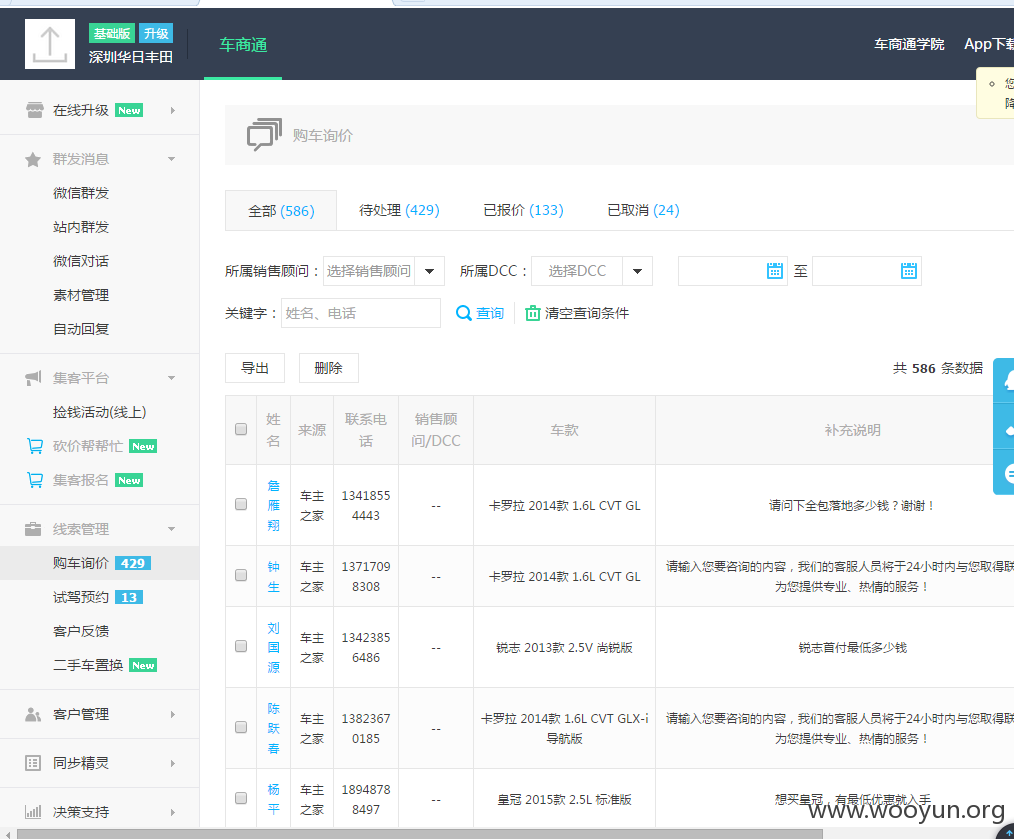 基础版 升级
深圳华日丰田
车商通
车商通学院 App下载
您
降
在线升级 New
群发消息
微信群发
站内群发
微信对话
素材管理
自动回复
集客平台
捡钱活动(线上)
砍价帮帮忙 New
集客报名 New
线索管理
购车询价 429
试驾预约 13
客户反馈
二手车置换 New
客户管理
同步精灵
决策支持
购车询价
全部 (586) 待处理 (429) 已报价 (133) 已取消 (24)
所属销售顾问： 选择销售顾问 所属DCC： 选择DCC 至
关键字： 姓名、电话 查询 清空查询条件
导出 删除 共 586 条数据
姓名 来源 联系电话 销售顾问/DCC 车款 补充说明
詹雁翔 车主之家 13418554443 -- 卡罗拉 2014款 1.6L CVT GL 请问下全包落地多少钱？谢谢！
钟生 车主之家 13717098308 -- 卡罗拉 2014款 1.6L CVT GL 请输入您要咨询的内容，我们的客服人员将于24小时内与您取得联
为您提供专业、热情的服务！
刘国源 车主之家 13423856486 -- 锐志 2013款 2.5V 尚锐版 锐志首付最低多少钱
陈跃春 车主之家 13823670185 -- 卡罗拉 2014款 1.6L CVT GLX-i
导航版 请输入您要咨询的内容，我们的客服人员将于24小时内与您取得联
为您提供专业、热情的服务！
杨平 车主之家 18948788497 -- 皇冠 2015款 2.5L 标准版 想买皇冠，有最低优惠就入手
www.wooyun.org